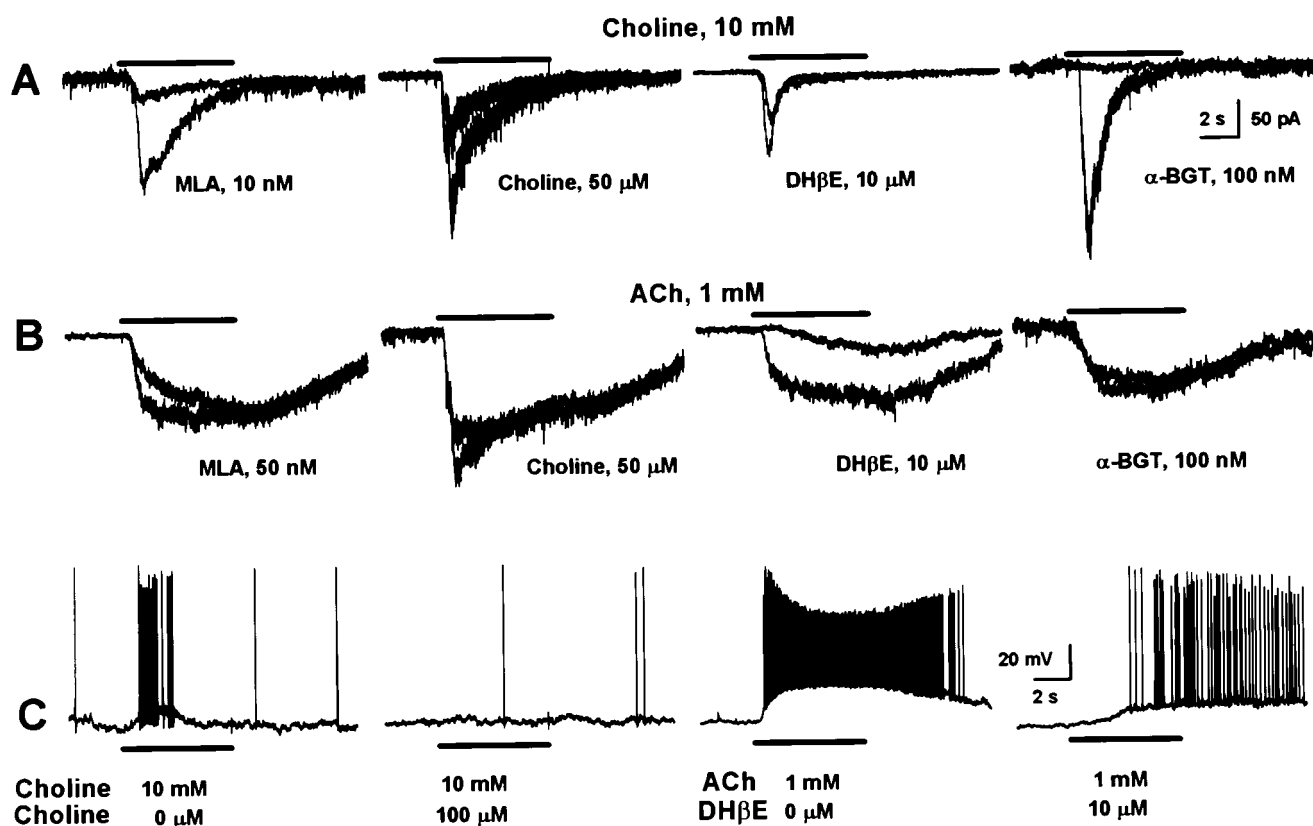 Choline, 10 mM
A
2 s 50 pA
MLA, 10 nM Choline, 50 μM DHβE, 10 μM α-BGT, 100 nM
ACh, 1 mM
B
MLA, 50 nM Choline, 50 μM DHβE, 10 μM α-BGT, 100 nM
20 mV
2 s
C
Choline 10 mM 10 mM ACh 1 mM 1 mM
Choline 0 μM 100 μM DHβE 0 μM 10 μM